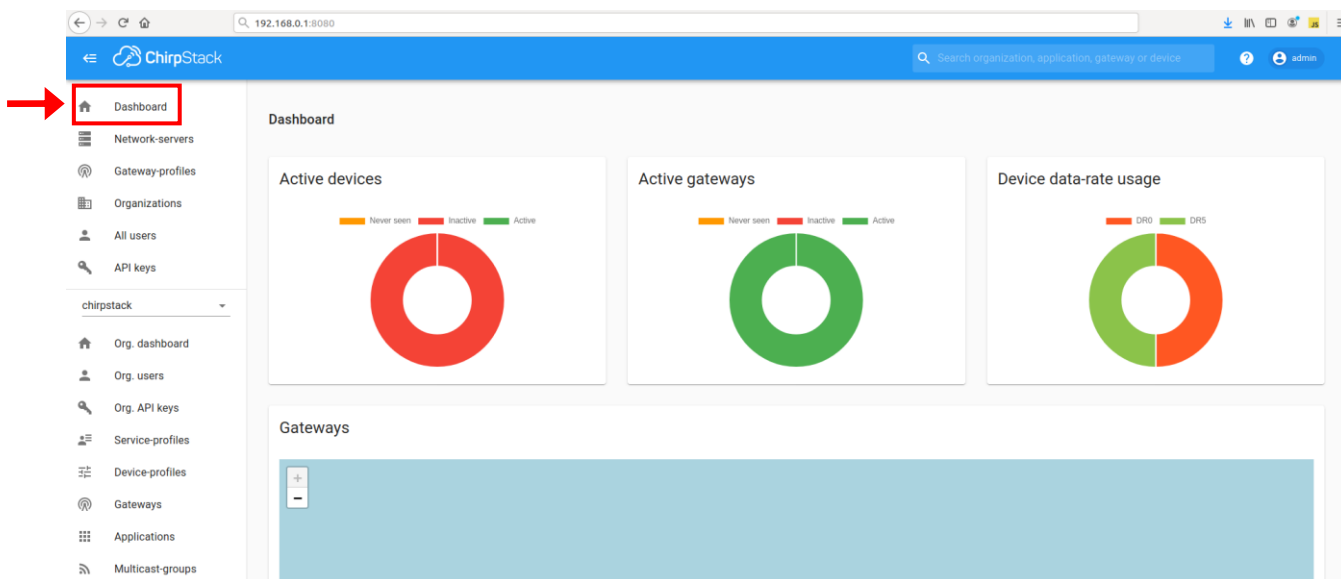 192.168.0.1:8080
ChirpStack
Search organization, application, gateway or device
?
admin
Dashboard
Network-servers
Gateway-profiles
Organizations
All users
API keys
chirpstack
Org. dashboard
Org. users
Org. API keys
Service-profiles
Device-profiles
Gateways
Applications
Multicast-groups
Dashboard
Active devices
Never seen Inactive Active
Active gateways
Never seen Inactive Active
Device data-rate usage
DR0 DR5
Gateways
+
−